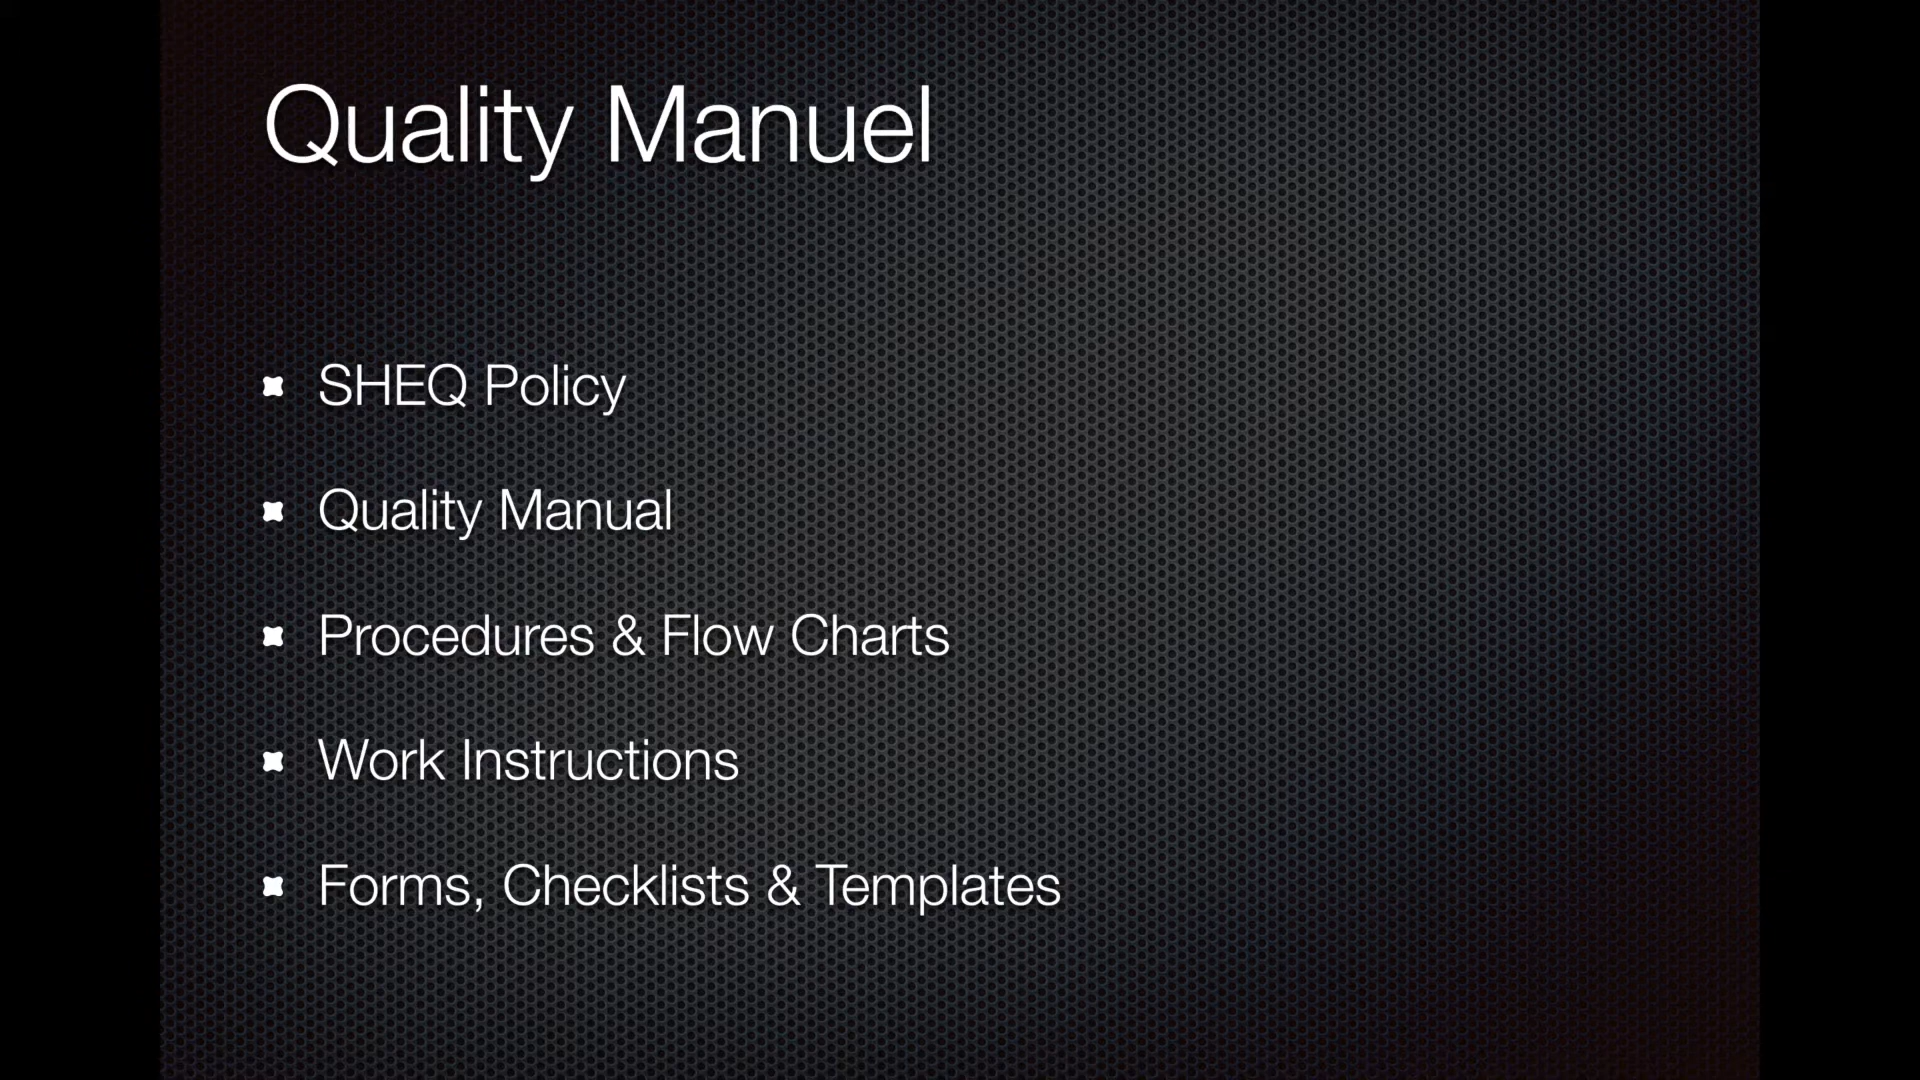 Quality Manuel
SHEQ Policy
Quality Manual
Procedures & Flow Charts
Work Instructions
Forms, Checklists & Templates